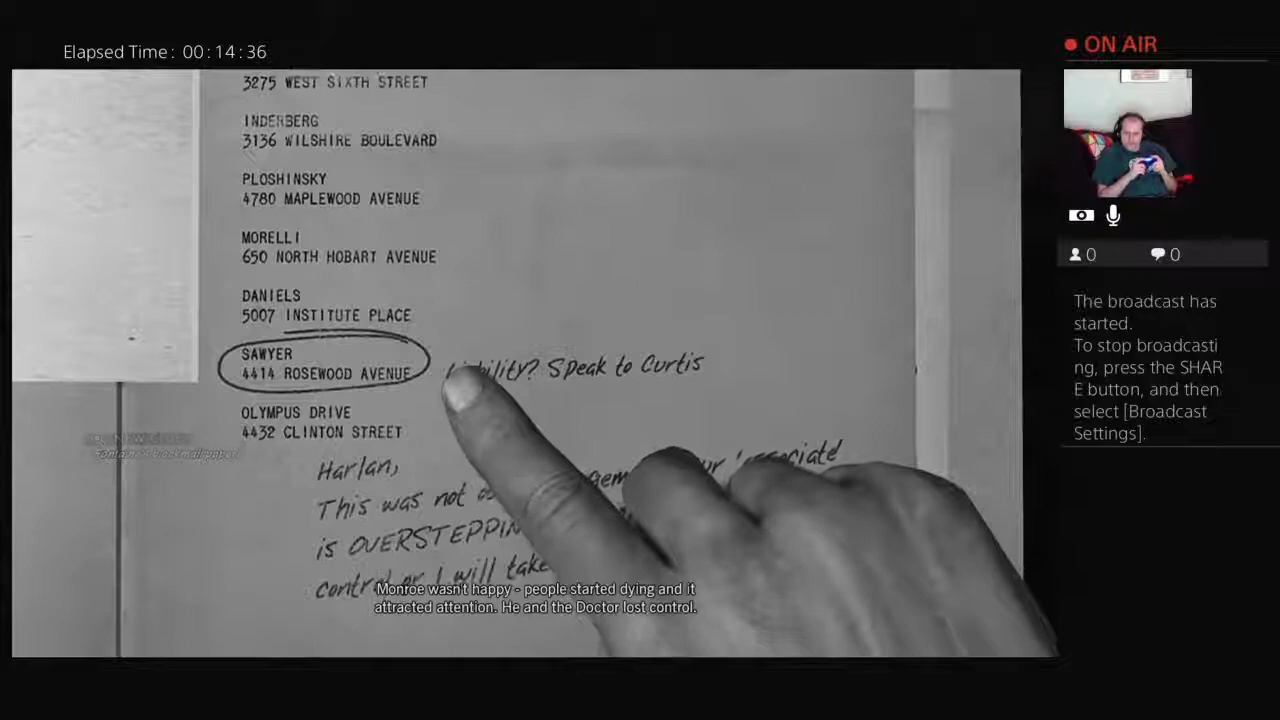 Elapsed Time: 00:14:36
ON AIR
3275 WEST SIXTH STREET
INDERBERG
3136 WILSHIRE BOULEVARD
PLOSHINSKY
4780 MAPLEWOOD AVENUE
MORELLI
650 NORTH HOBART AVENUE
DANIELS
5007 INSTITUTE PLACE
SAWYER
4414 ROSEWOOD AVENUE
Speak to Curtis
OLYMPUS DRIVE
4432 CLINTON STREET
Harlan,
This was not
is OVERSTEPPIN
control or I will take
Monroe wasn't happy - people started dying and it
attracted attention. He and the Doctor lost control.
0
0
The broadcast has
started.
To stop broadcasti
ng, press the SHAR
E button, and then
select [Broadcast
Settings].